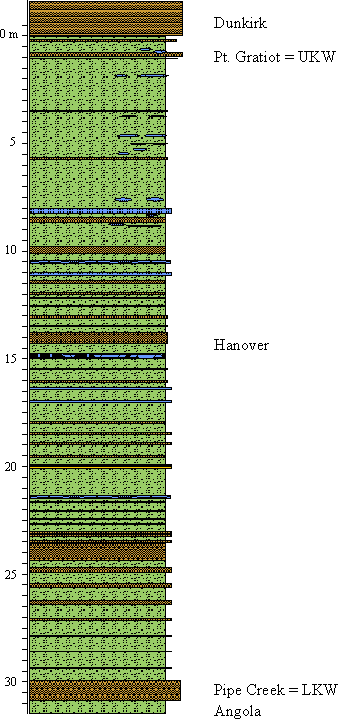 Dunkirk
0 m
Pt. Gratiot = UKW
5
10
Hanover
15
20
25
30
Pipe Creek = LKW
Angola